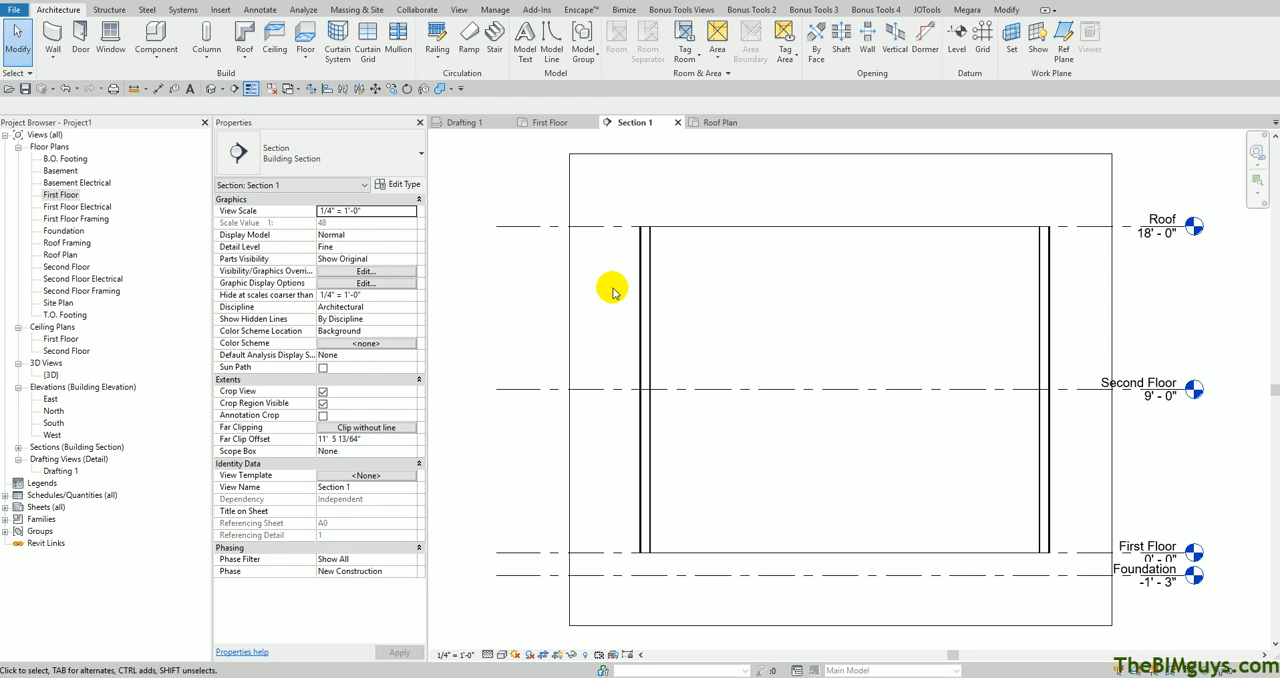 File Architecture Structure Steel Systems Insert Annotate Analyze Massing & Site Collaborate View Manage Add-Ins Enscape™ Bimize Bonus Tools Views Bonus Tools 2 Bonus Tools 3 Bonus Tools 4 JOTools Megara Modify
Modify Wall Door Window Component Column Roof Ceiling Floor Curtain System Curtain Grid Mullion Railing Ramp Stair Model Text Model Line Model Group Room Room Separator Tag Room Area Area Boundary Tag Area By Face Shaft Wall Vertical Dormer Level Grid Set Show Ref Plane Viewer
Select Build Circulation Model Room & Area Opening Datum Work Plane
Project Browser - Project1
Views (all)
Floor Plans
B.O. Footing
Basement
Basement Electrical
First Floor
First Floor Electrical
First Floor Framing
Foundation
Roof Framing
Roof Plan
Second Floor
Second Floor Electrical
Second Floor Framing
Site Plan
T.O. Footing
Ceiling Plans
First Floor
Second Floor
3D Views
{3D}
Elevations (Building Elevation)
East
North
South
West
Sections (Building Section)
Drafting Views (Detail)
Drafting 1
Legends
Schedules/Quantities (all)
Sheets (all)
Families
Groups
Revit Links
Properties
Section
Building Section
Section: Section 1 Edit Type
Graphics
View Scale 1/4" = 1'-0"
Scale Value 1: 48
Display Model Normal
Detail Level Fine
Parts Visibility Show Original
Visibility/Graphics Overri... Edit...
Graphic Display Options Edit...
Hide at scales coarser than 1/4" = 1'-0"
Discipline Architectural
Show Hidden Lines By Discipline
Color Scheme Location Background
Color Scheme <none>
Default Analysis Display S... None
Sun Path
Extents
Crop View
Crop Region Visible
Annotation Crop
Far Clipping Clip without line
Far Clip Offset 11' 5 13/64"
Scope Box None
Identity Data
View Template <None>
View Name Section 1
Dependency Independent
Title on Sheet
Referencing Sheet A0
Referencing Detail 1
Phasing
Phase Filter Show All
Phase New Construction
Properties help Apply
Drafting 1 First Floor Section 1 Roof Plan
Roof
18' - 0"
Second Floor
9' - 0"
First Floor
0' - 0"
Foundation
-1' - 3"
1/4" = 1'-0"
Click to select, TAB for alternates, CTRL adds, SHIFT unselects. :0 Main Model
TheBIMguys.com